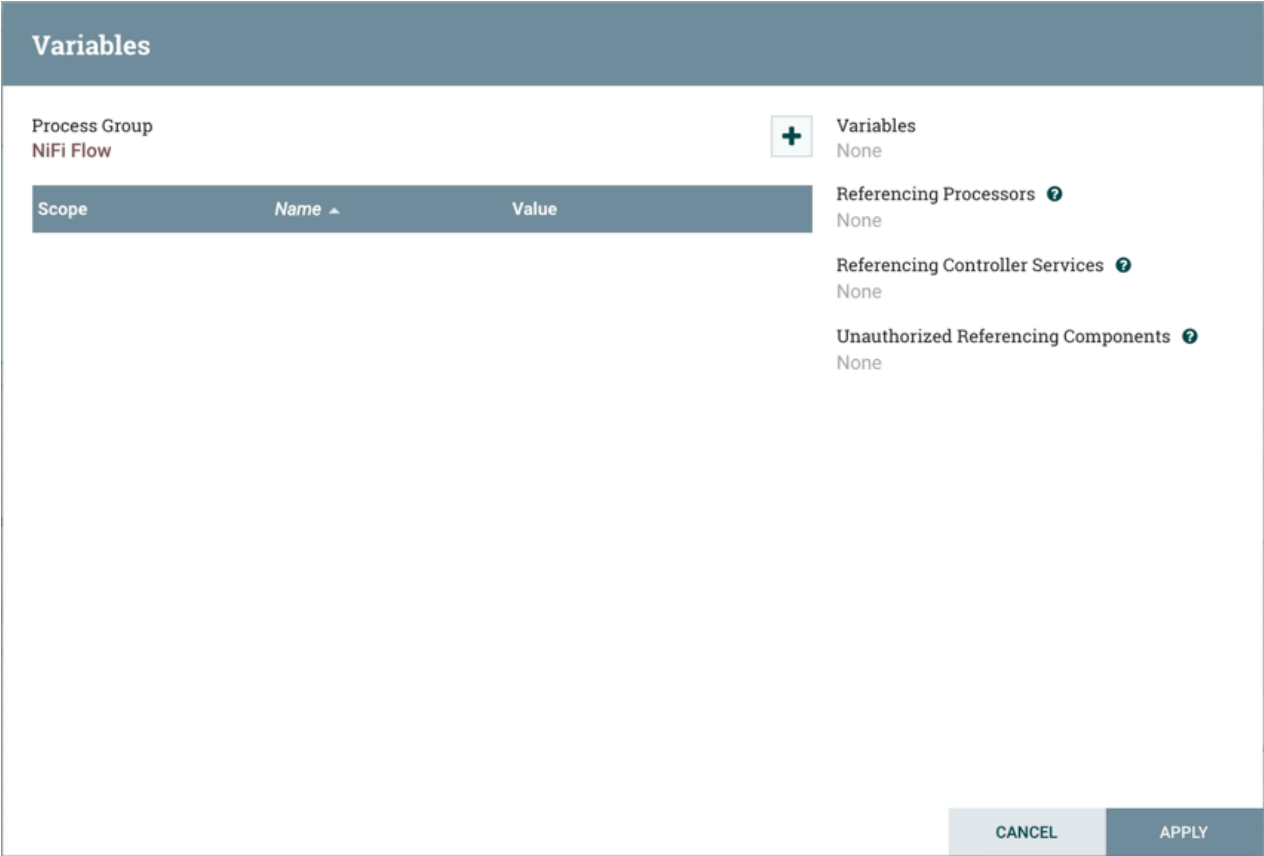 Variables
Process Group
NiFi Flow
Scope Name Value
Variables
None
Referencing Processors
None
Referencing Controller Services
None
Unauthorized Referencing Components
None
CANCEL APPLY